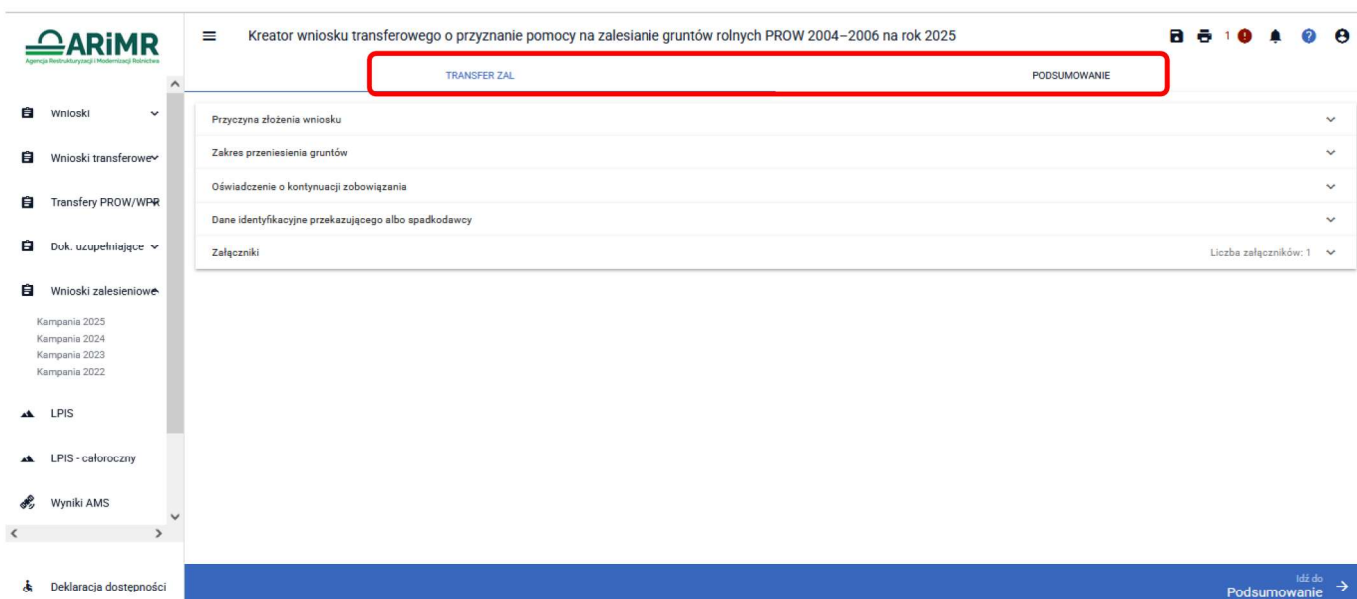 ARiMR
Agencja Restrukturyzacji i Modernizacji Rolnictwa
Kreator wniosku transferowego o przyznanie pomocy na zalesianie gruntów rolnych PROW 2004–2006 na rok 2025
1
TRANSFER ZAL
PODSUMOWANIE
Wnioski
Wnioski transferowe
Transfery PROW/WPR
Dok. uzupełniające
Wnioski zalesieniowe
Kampania 2025
Kampania 2024
Kampania 2023
Kampania 2022
LPIS
LPIS - całoroczny
Wyniki AMS
Deklaracja dostępności
Przyczyna złożenia wniosku
Zakres przeniesienia gruntów
Oświadczenie o kontynuacji zobowiązania
Dane identyfikacyjne przekazującego albo spadkodawcy
Załączniki
Liczba załączników: 1
Idź do
Podsumowanie